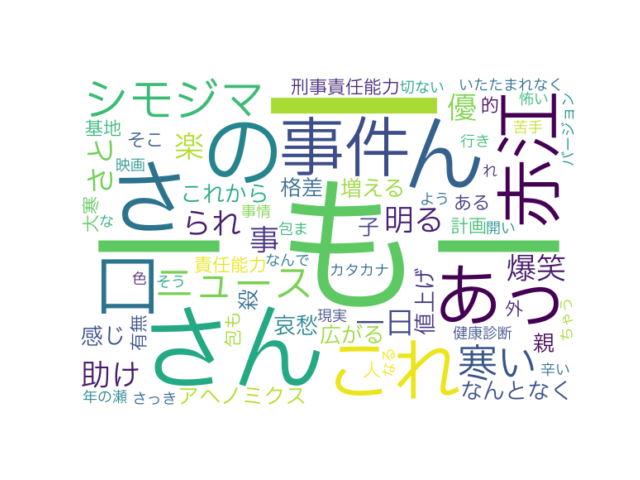 刑事責任能力
切ない
いたたまれなく
シモジマ
ー
優
的
怖い
バージョン
基地
そこ
楽
の
事件
ん
苦手
行き
赤江
さと
映画
さ
これから
格差
増える
も
れ
よう
ある
大寒
な
られ
事情
事
包ま
子
明る
計画
開い
ー
ー
口
色
そう
責任能力
なんで
カタカナ
値上げ
あっ
外
爆笑
ニュース
殺
一日
ちゃう
感じ
有無
包も
さん
哀愁
広がる
現実
これ
人
なる
健康診断
親
寒い
辛い
助け
年の瀬
さっき
アベノミクス
なんとなく